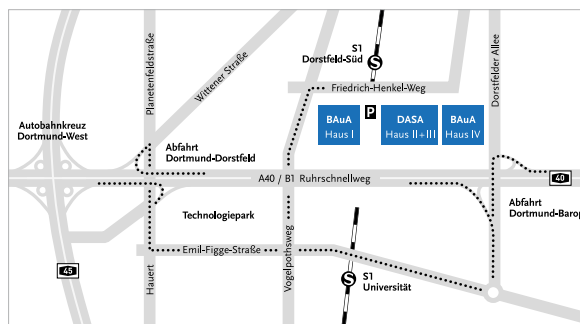 S1
Dorstfeld-Süd
S
Planetenfeldstraße
Wittener Straße
Dorstfelder Allee
Friedrich-Henkel-Weg
P
BAuA
Haus I
DASA
Haus II+III
BAuA
Haus IV
Autobahnkreuz
Dortmund-West
Abfahrt
Dortmund-Dorstfeld
A40 / B1 Ruhrschnellweg
40
Abfahrt
Dortmund-Barop
Technologiepark
Emil-Figge-Straße
Vogelpothsweg
Hauert
45
S
S1
Universität